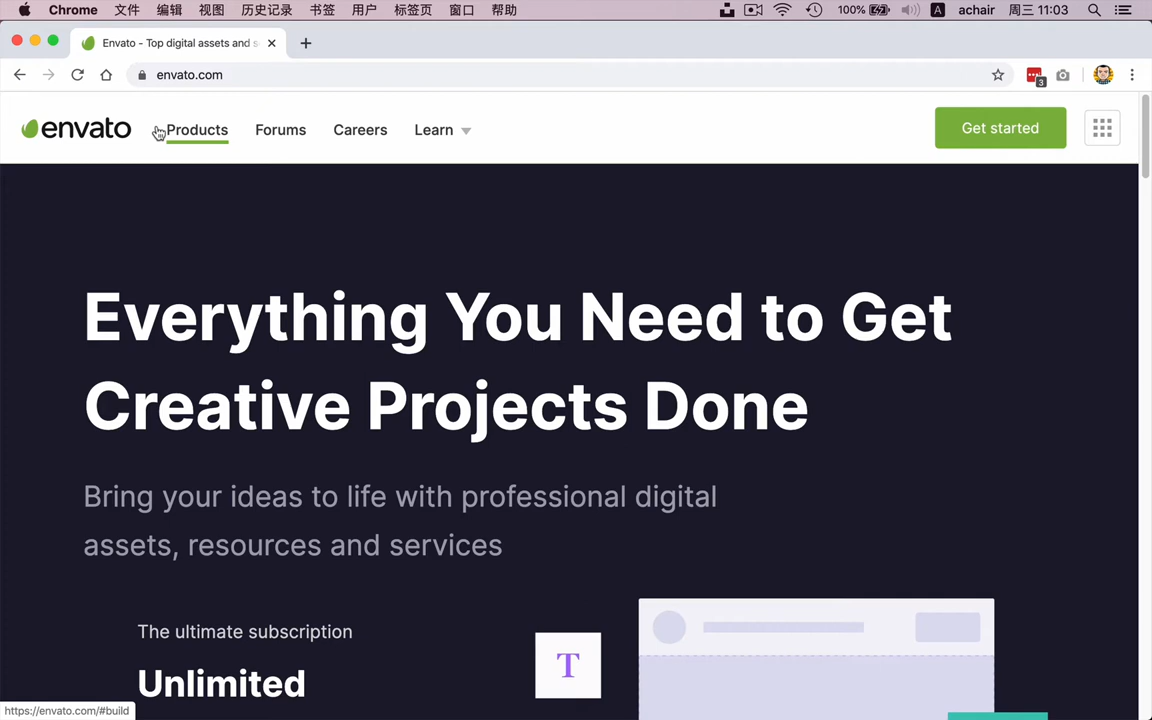 Chrome 文件 编辑 视图 历史记录 书签 用户 标签页 窗口 帮助 100% A achair 周三 11:03
Envato - Top digital assets and s
envato.com
3
envato Products Forums Careers Learn Get started
Everything You Need to Get
Creative Projects Done
Bring your ideas to life with professional digital
assets, resources and services
The ultimate subscription
Unlimited
T
https://envato.com/#build